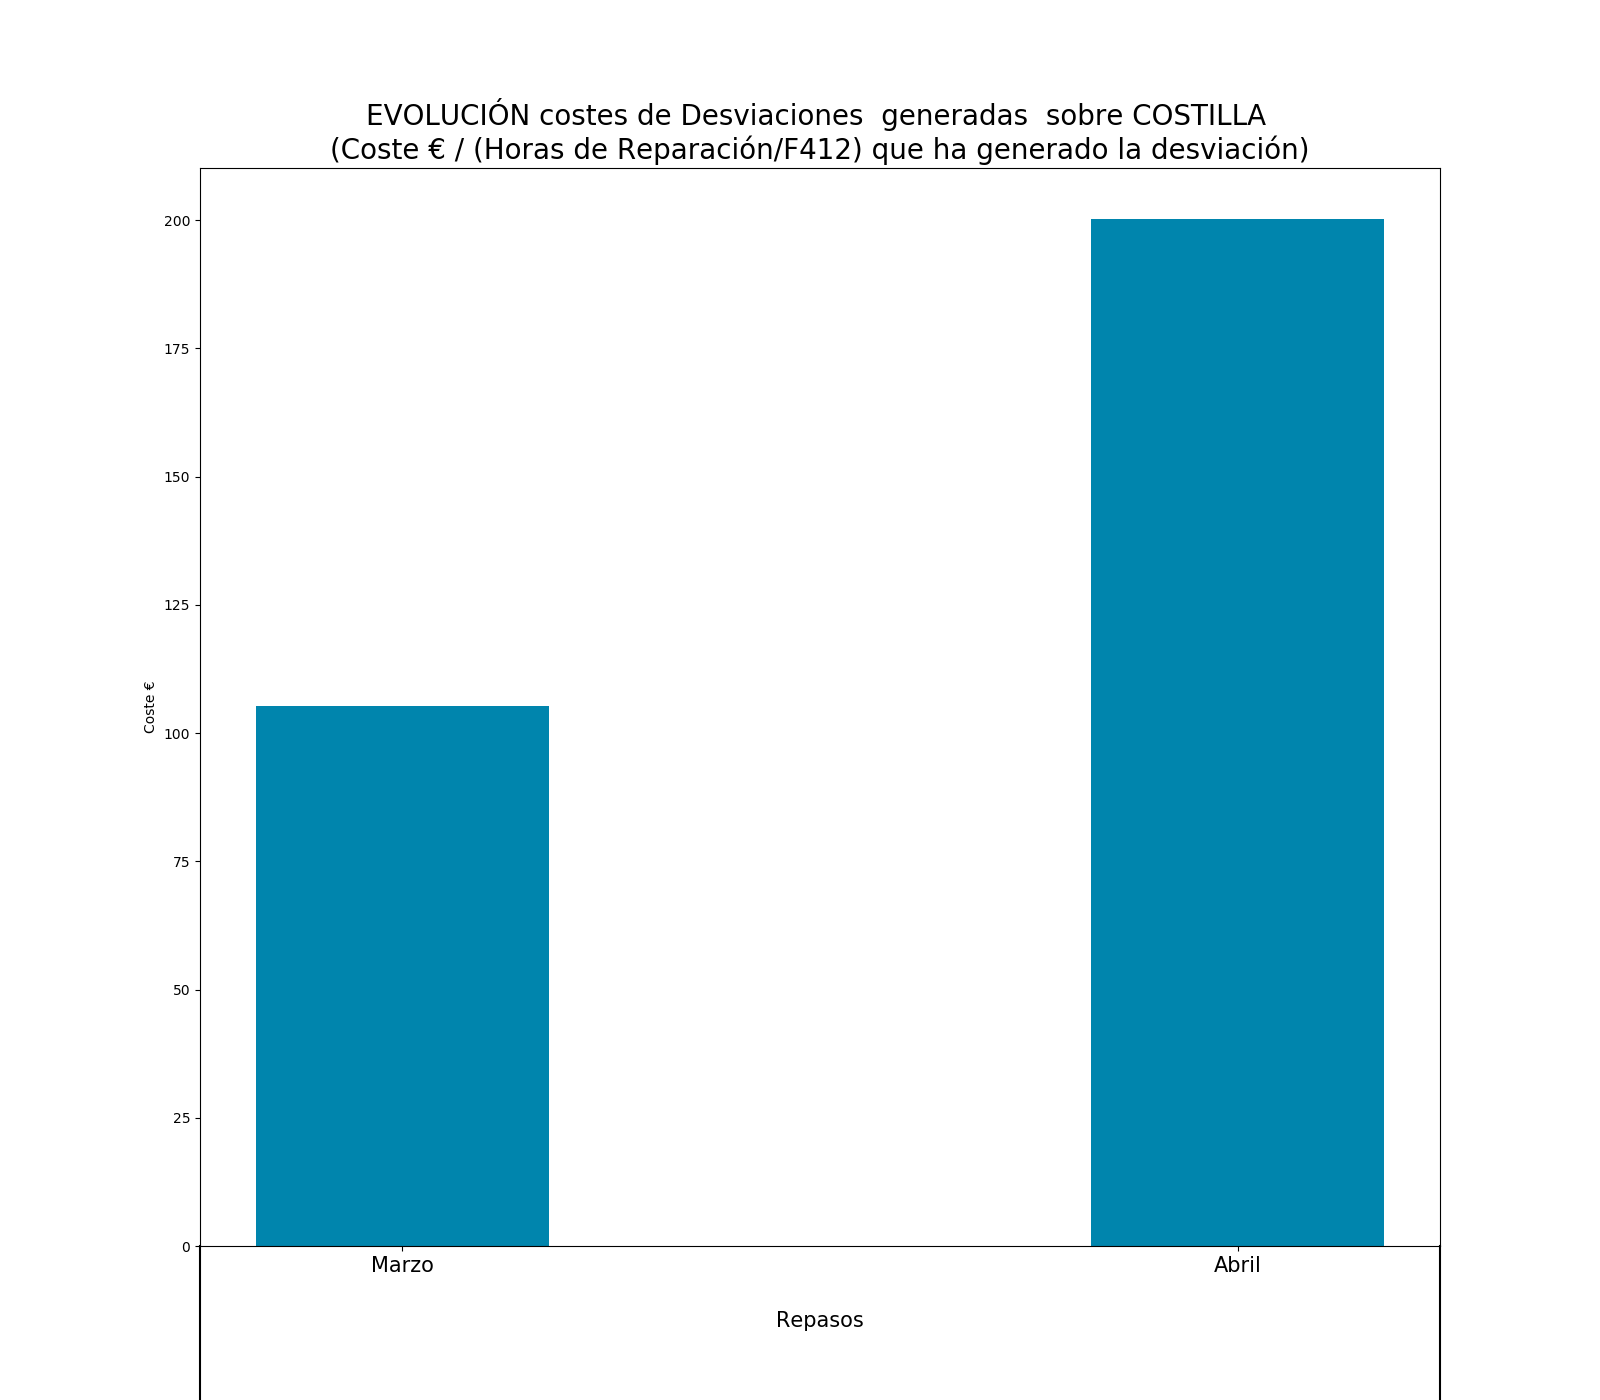 EVOLUCIÓN costes de Desviaciones  generadas  sobre COSTILLA
(Coste € / (Horas de Reparación/F412) que ha generado la desviación)
200
175
150
125
100
75
50
25
0
Coste €
Marzo
Abril
Repasos